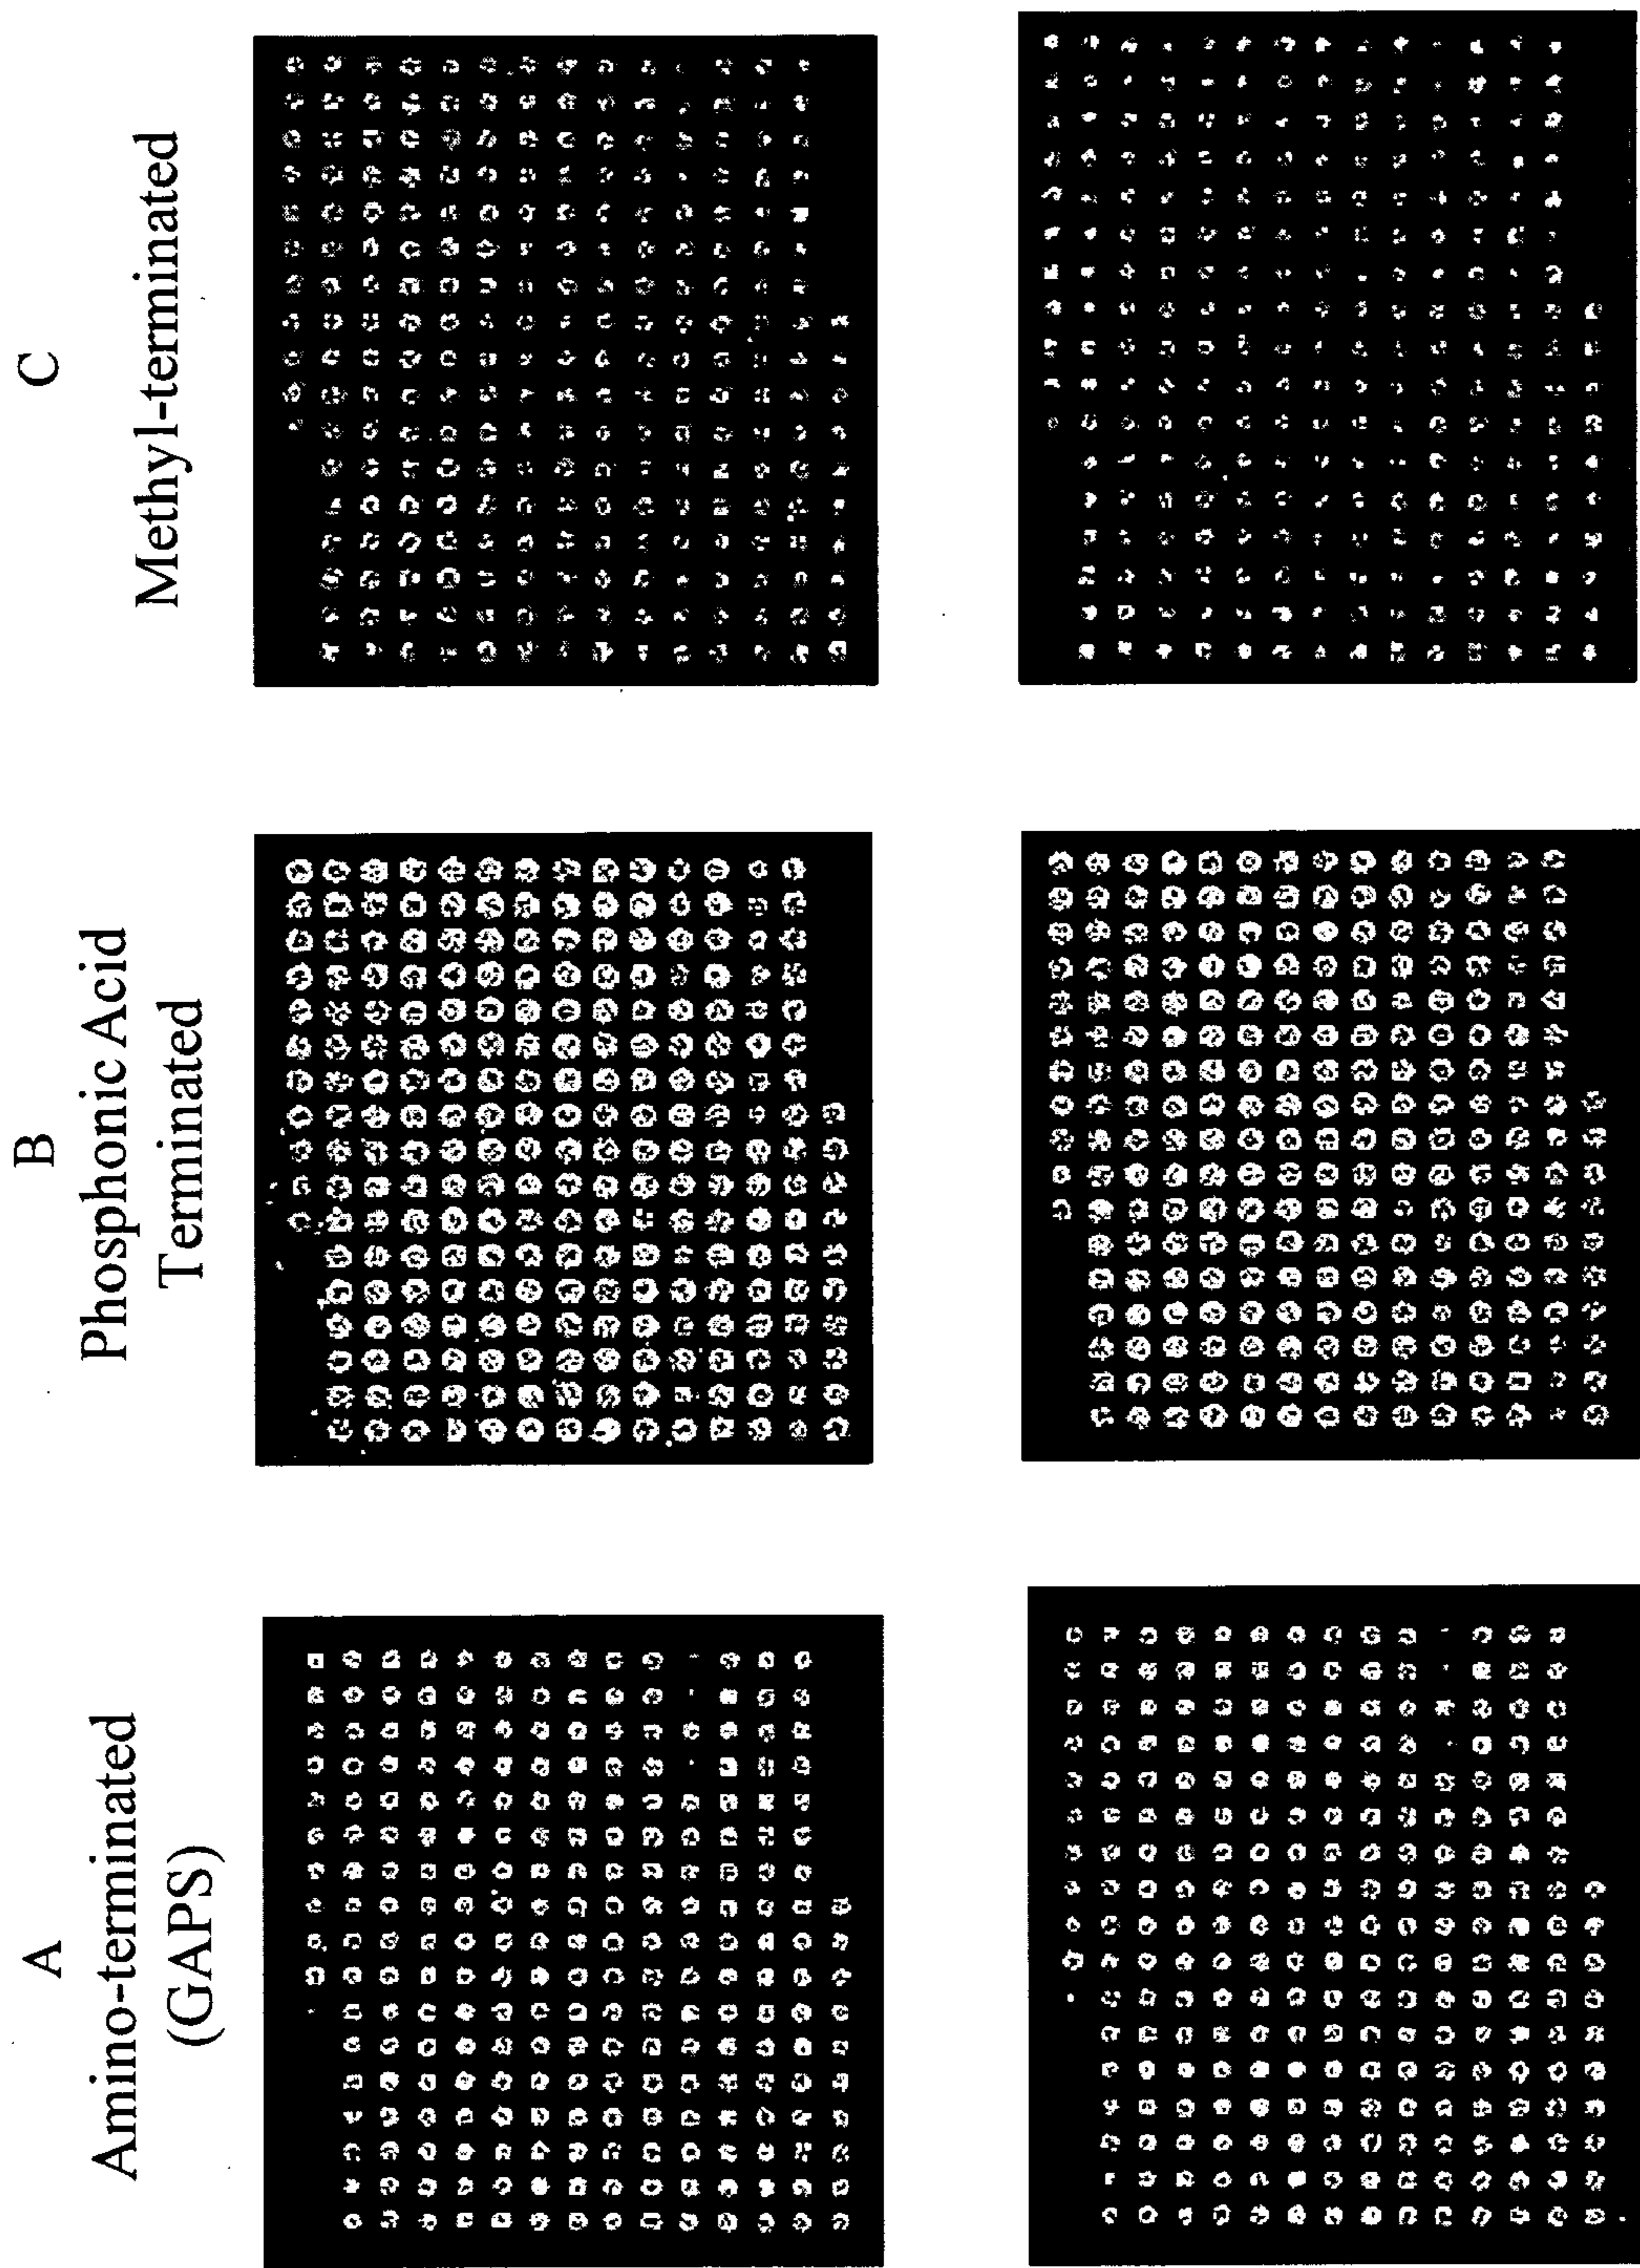 A
Amino-terminated
(GAPS)
B
Phosphonic Acid
Terminated
C
Methyl-terminated